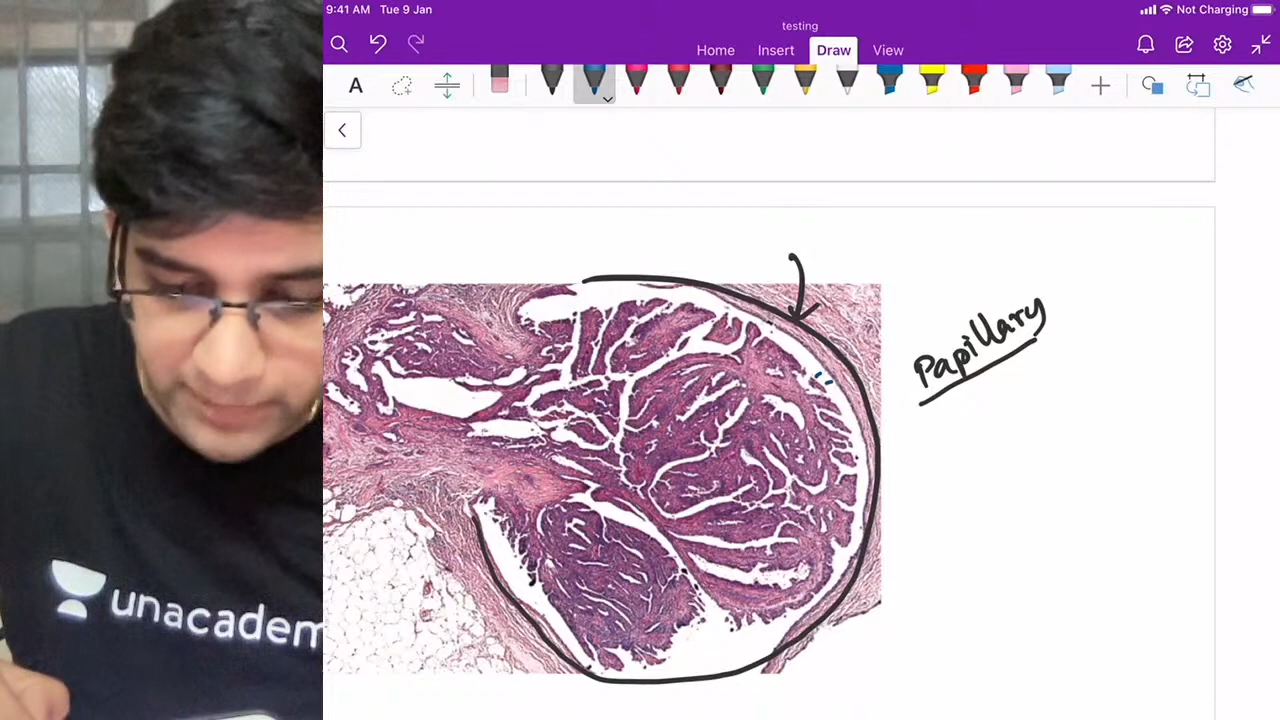 9:41 AM Tue 9 Jan
Not Charging
testing
Home Insert Draw View
A
Papillary
unacadem